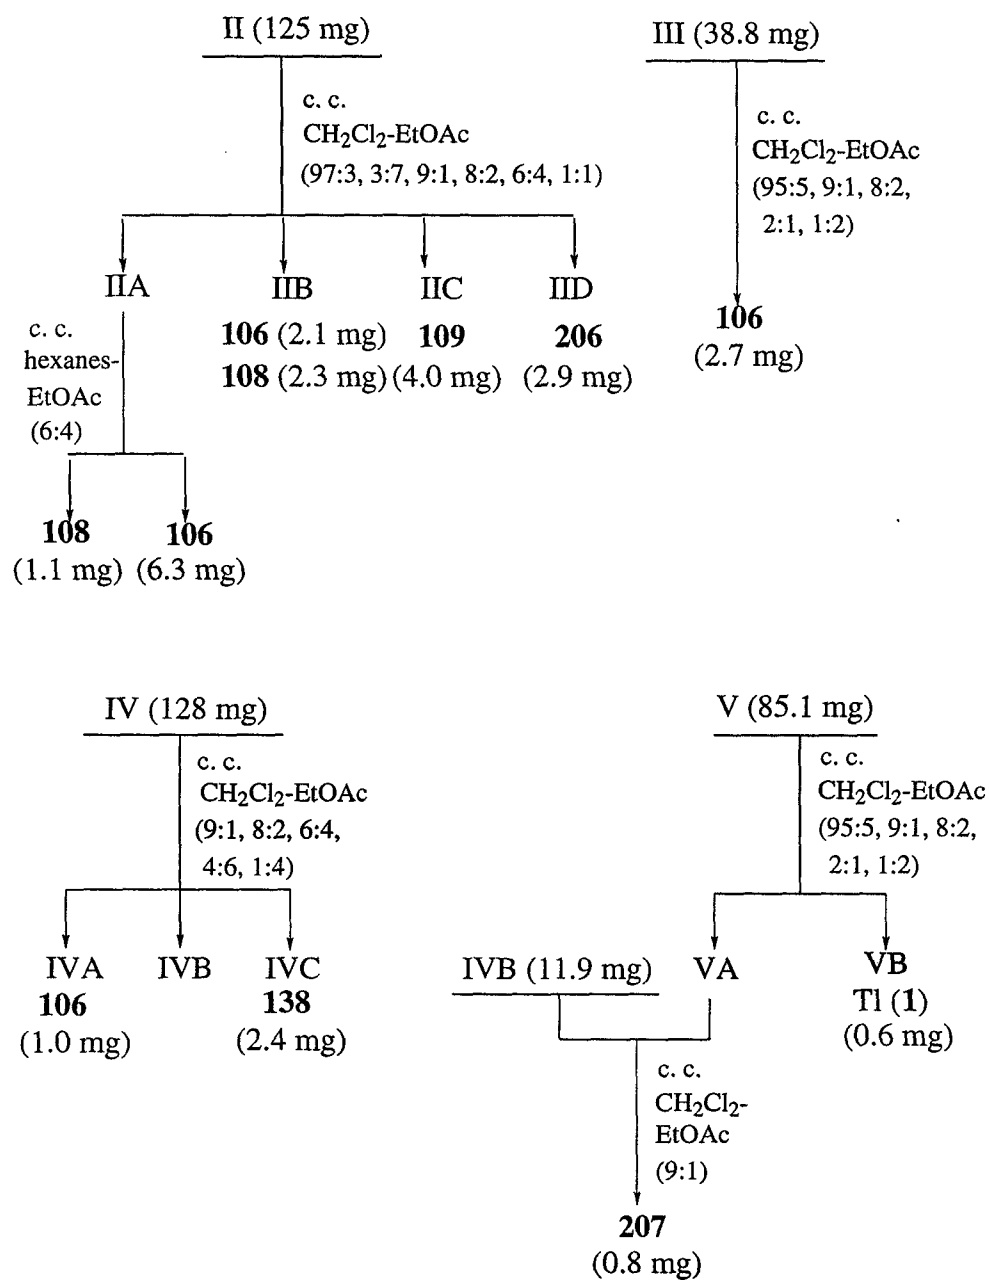 II (125 mg)
c. c.
CH₂Cl₂-EtOAc
(97:3, 3:7, 9:1, 8:2, 6:4, 1:1)
IIA IIB IIC IID
106 (2.1 mg) 109 206
108 (2.3 mg) (4.0 mg) (2.9 mg)
c. c.
hexanes-
EtOAc
(6:4)
108 106
(1.1 mg) (6.3 mg)
III (38.8 mg)
c. c.
CH₂Cl₂-EtOAc
(95:5, 9:1, 8:2,
2:1, 1:2)
106
(2.7 mg)
IV (128 mg)
c. c.
CH₂Cl₂-EtOAc
(9:1, 8:2, 6:4,
4:6, 1:4)
IVA IVB IVC
106 138
(1.0 mg) (2.4 mg)
V (85.1 mg)
c. c.
CH₂Cl₂-EtOAc
(95:5, 9:1, 8:2,
2:1, 1:2)
IVB (11.9 mg) VA VB
Tl (1)
(0.6 mg)
c. c.
CH₂Cl₂-
EtOAc
(9:1)
207
(0.8 mg)